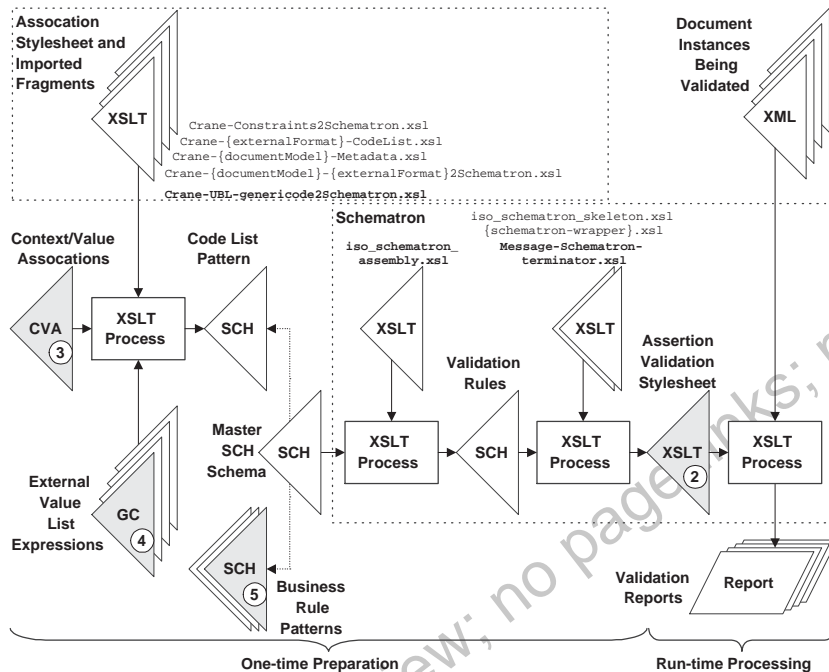 Assocation
Stylesheet and
Imported
Fragments
XSLT
Crane-Constraints2Schematron.xsl
Crane-{externalFormat}-CodeList.xsl
Crane-{documentModel}-Metadata.xsl
Crane-{documentModel}-{externalFormat}2Schematron.xsl
Crane-UBL-genericode2Schematron.xsl
Document
Instances
Being
Validated
XML
Schematron
iso_schematron_skeleton.xsl
{schematron-wrapper}.xsl
Message-Schematron-
terminator.xsl
iso_schematron_
assembly.xsl
Context/Value
Assocations
Code List
Pattern
CVA
3
XSLT
Process
SCH
XSLT
XSLT
Assertion
Validation
Stylesheet
Validation
Rules
Master
SCH
Schema
SCH
XSLT
Process
SCH
XSLT
Process
XSLT
2
XSLT
Process
External
Value
List
Expressions
GC
4
SCH
5
Business
Rule
Patterns
Validation
Reports
Report
One-time Preparation
Run-time Processing
ew; no page links; n